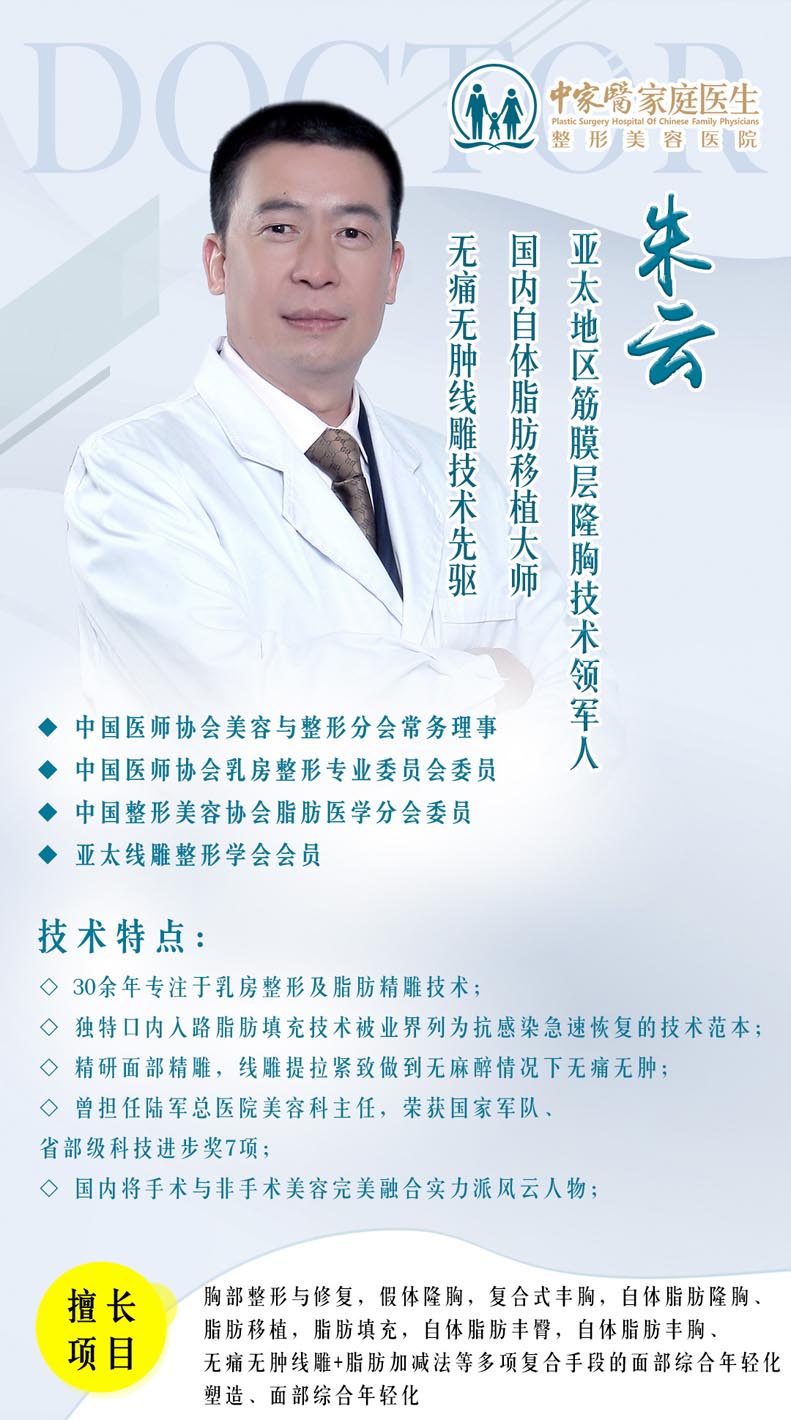 DOCTOR
中家醫家庭医生
Plastic Surgery Hospital Of Chinese Family Physicians
整形美容医院
朱云
亚太地区筋膜层隆胸技术领军人
国内自体脂肪移植大师
无痛无肿线雕技术先驱
◆ 中国医师协会美容与整形分会常务理事
◆ 中国医师协会乳房整形专业委员会委员
◆ 中国整形美容协会脂肪医学分会委员
◆ 亚太线雕整形学会会员
技术特点：
◇ 30余年专注于乳房整形及脂肪精雕技术；
◇ 独特口内入路脂肪填充技术被业界列为抗感染急速恢复的技术范本；
◇ 精研面部精雕，线雕提拉紧致做到无麻醉情况下无痛无肿；
◇ 曾担任陆军总医院美容科主任，荣获国家军队、
省部级科技进步奖7项；
◇ 国内将手术与非手术美容完美融合实力派风云人物；
擅长
项目
胸部整形与修复，假体隆胸，复合式丰胸，自体脂肪隆胸、
脂肪移植，脂肪填充，自体脂肪丰臀，自体脂肪丰胸、
无痛无肿线雕+脂肪加减法等多项复合手段的面部综合年轻化
塑造、面部综合年轻化